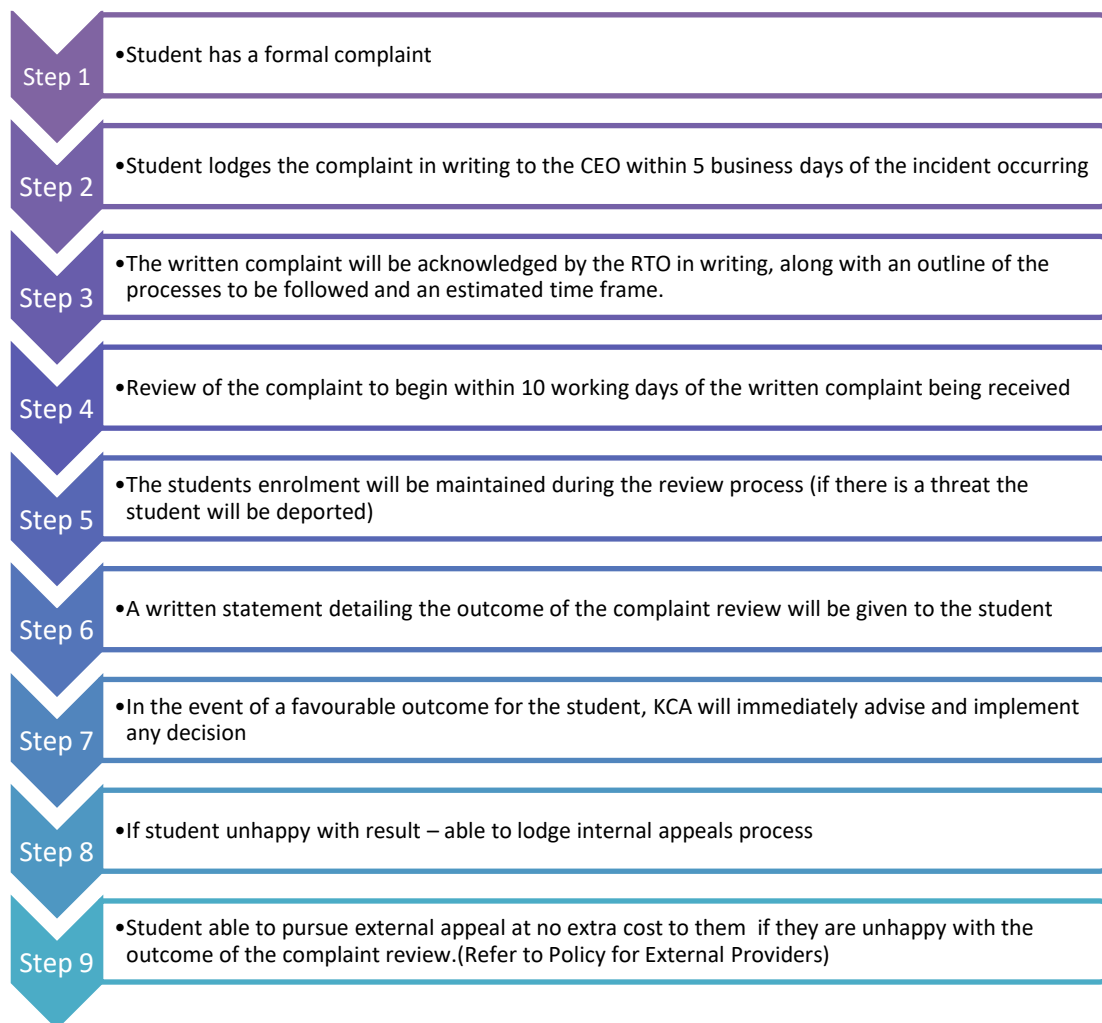 Step 1
•Student has a formal complaint
Step 2
•Student lodges the complaint in writing to the CEO within 5 business days of the incident occurring
Step 3
•The written complaint will be acknowledged by the RTO in writing, along with an outline of the
processes to be followed and an estimated time frame.
Step 4
•Review of the complaint to begin within 10 working days of the written complaint being received
Step 5
•The students enrolment will be maintained during the review process (if there is a threat the
student will be deported)
Step 6
•A written statement detailing the outcome of the complaint review will be given to the student
Step 7
•In the event of a favourable outcome for the student, KCA will immediately advise and implement
any decision
Step 8
•If student unhappy with result – able to lodge internal appeals process
Step 9
•Student able to pursue external appeal at no extra cost to them  if they are unhappy with the
outcome of the complaint review.(Refer to Policy for External Providers)